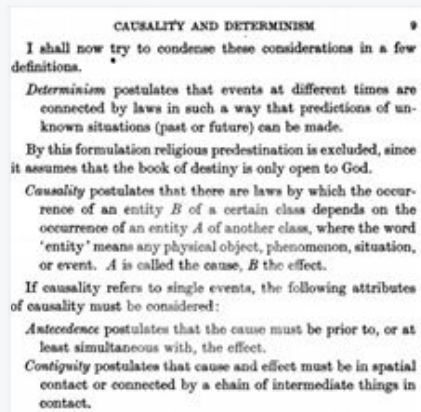 CAUSALITY AND DETERMINISM 9
I shall now try to condense these considerations in a few
definitions.
Determinism postulates that events at different times are
connected by laws in such a way that predictions of un-
known situations (past or future) can be made.
By this formulation religious predestination is excluded, since
it assumes that the book of destiny is only open to God.
Causality postulates that there are laws by which the occur-
rence of an entity B of a certain class depends on the
occurrence of an entity A of another class, where the word
'entity' means any physical object, phenomenon, situation,
or event. A is called the cause, B the effect.
If causality refers to single events, the following attributes
of causality must be considered:
Antecedence postulates that the cause must be prior to, or at
least simultaneous with, the effect.
Contiguity postulates that cause and effect must be in spatial
contact or connected by a chain of intermediate things in
contact.